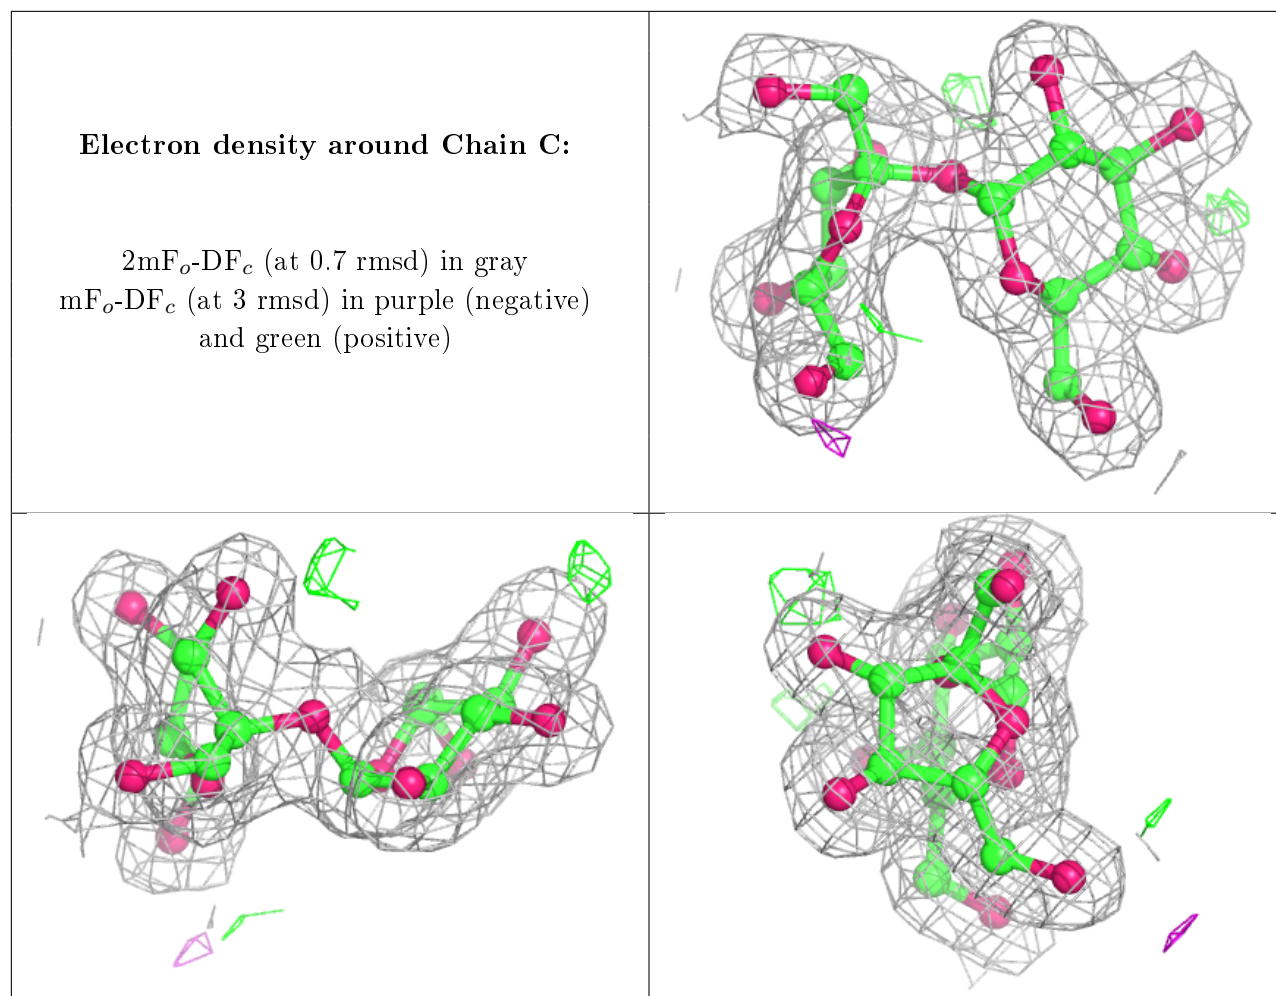 Electron density around Chain C:
2mFo-DFc (at 0.7 rmsd) in gray
mFo-DFc (at 3 rmsd) in purple (negative)
and green (positive)